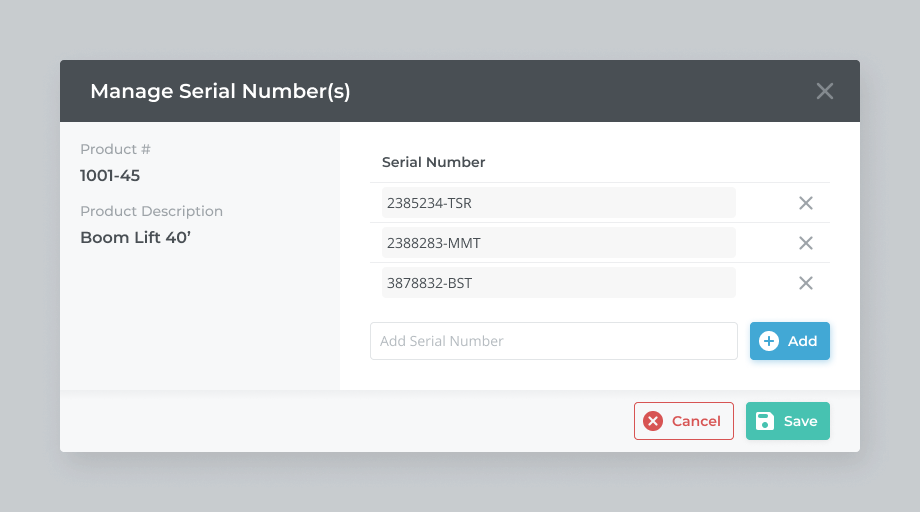 Manage Serial Number(s)
Product #
1001-45
Product Description
Boom Lift 40’
Serial Number
2385234-TSR
2388283-MMT
3878832-BST
Add Serial Number
Add
Cancel
Save